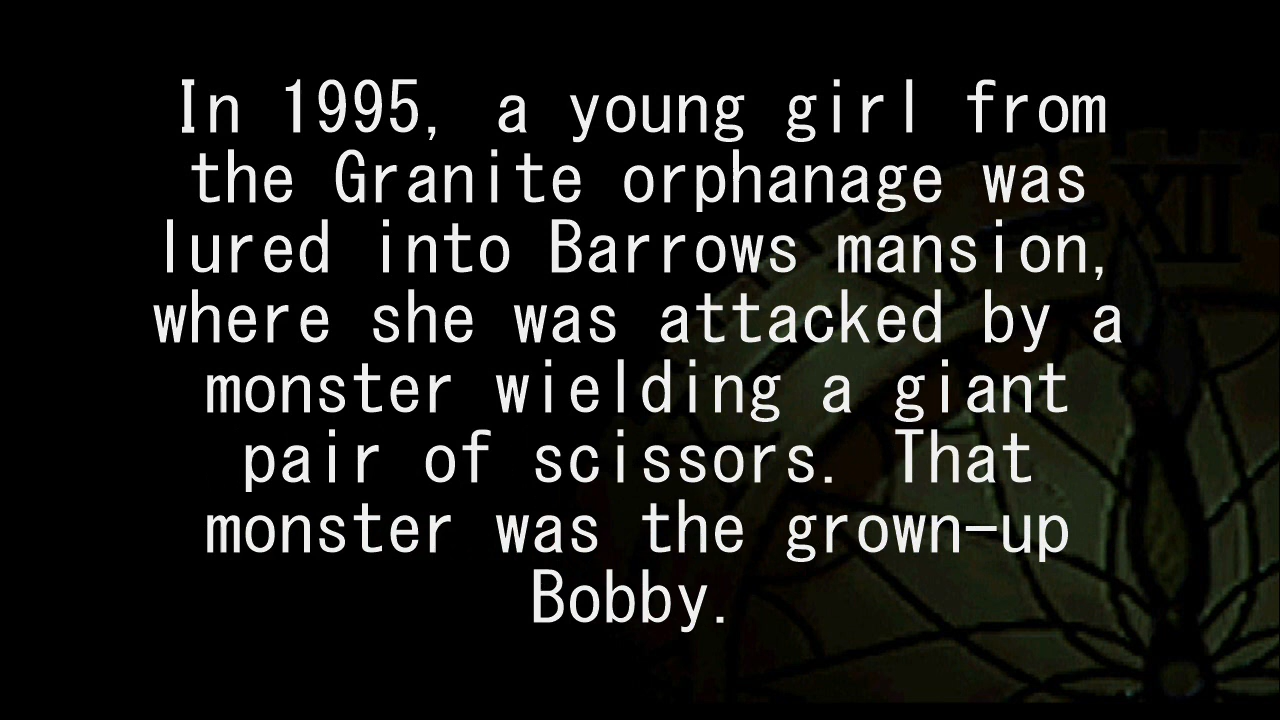 In 1995, a young girl from
the Granite orphanage was
lured into Barrows mansion,
where she was attacked by a
monster wielding a giant
pair of scissors. That
monster was the grown-up
Bobby.
XII